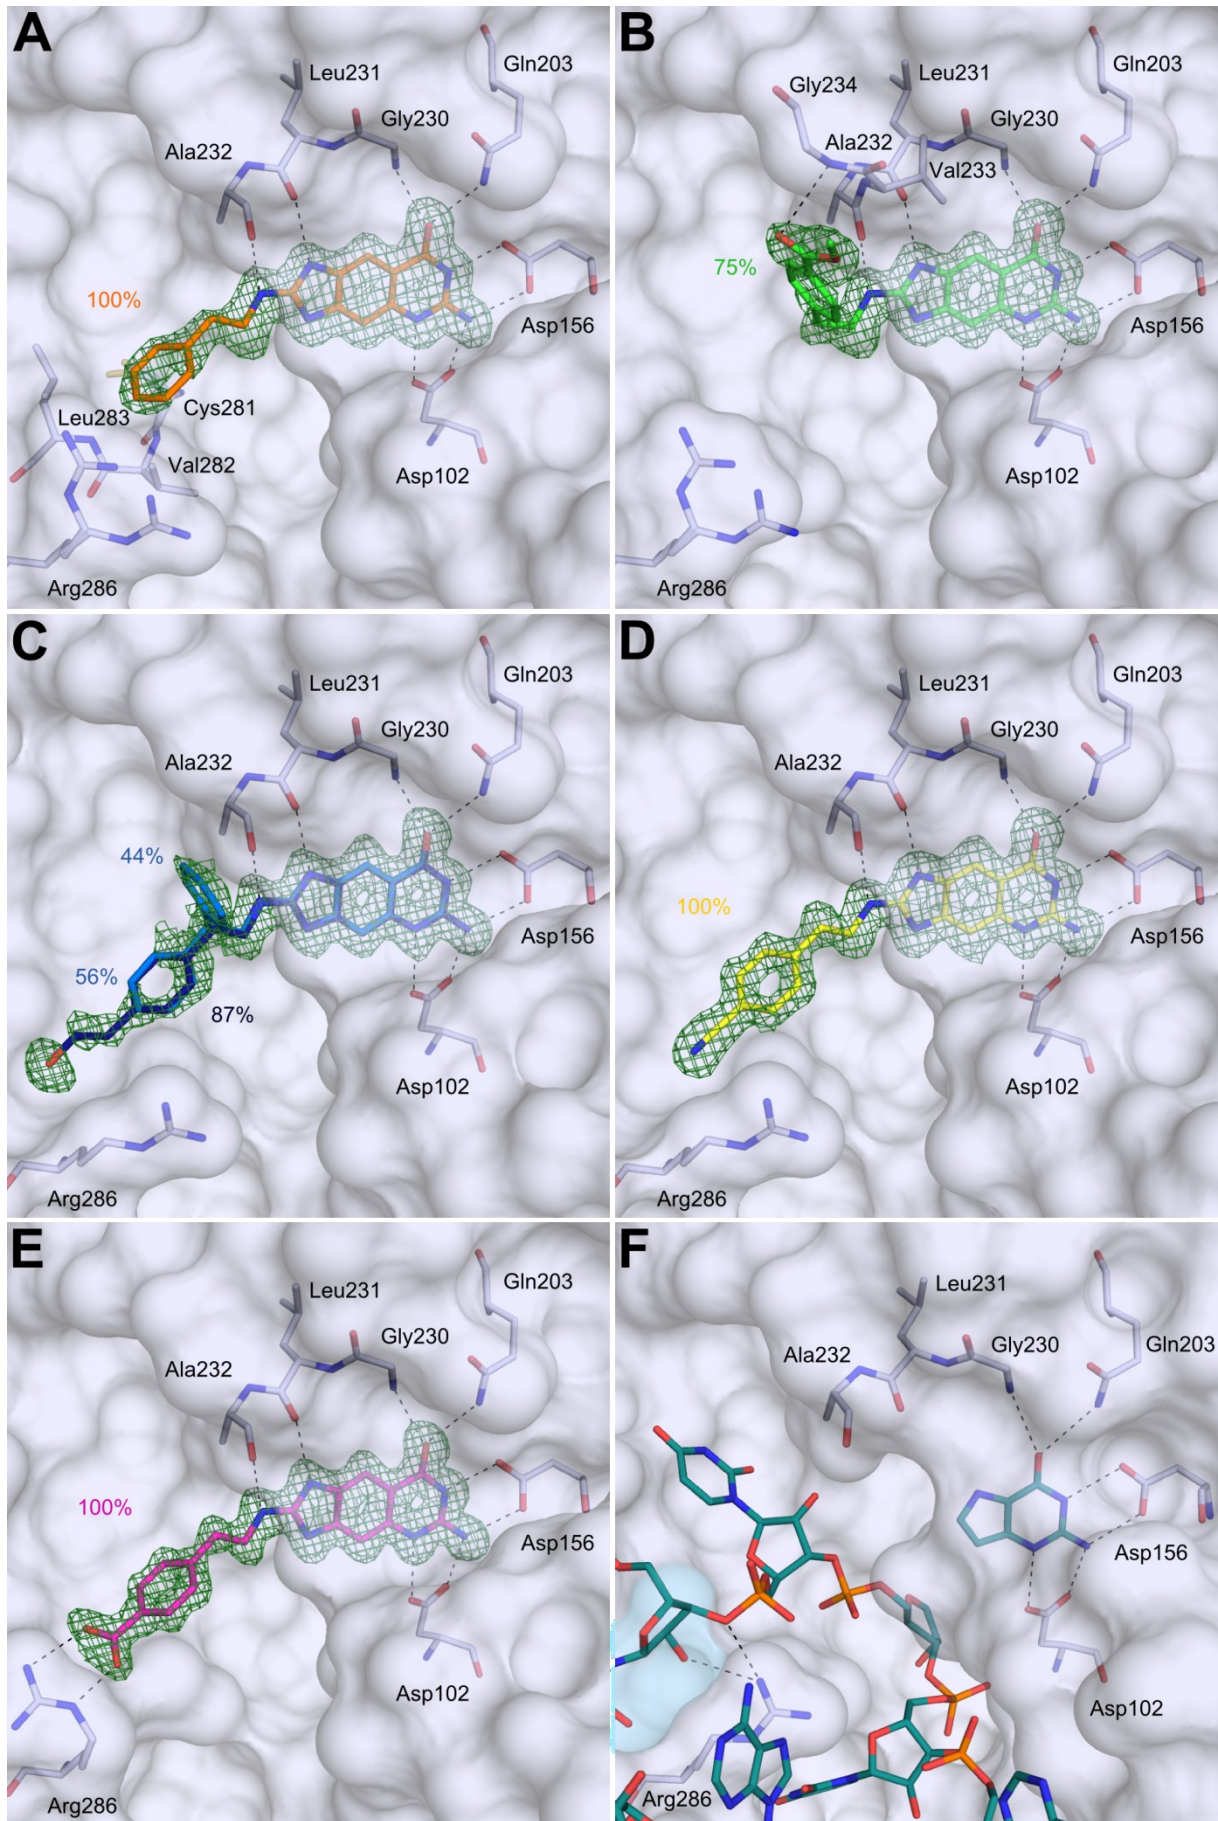 A
Gln203
Leu231
Gly230
Ala232
100%
Asp156
Cys281
Leu283
Val282
Asp102
Arg286
B
Leu231
Gln203
Gly234
Gly230
Ala232
Val233
75%
Asp156
Asp102
Arg286
C
Gln203
Leu231
Gly230
Ala232
44%
Asp156
56%
87%
Asp102
Arg286
D
Gln203
Leu231
Gly230
Ala232
100%
Asp156
Asp102
Arg286
E
Gln203
Leu231
Gly230
Ala232
100%
Asp156
Asp102
Arg286
F
Leu231
Gly230
Gln203
Ala232
Asp156
Asp102
Arg286